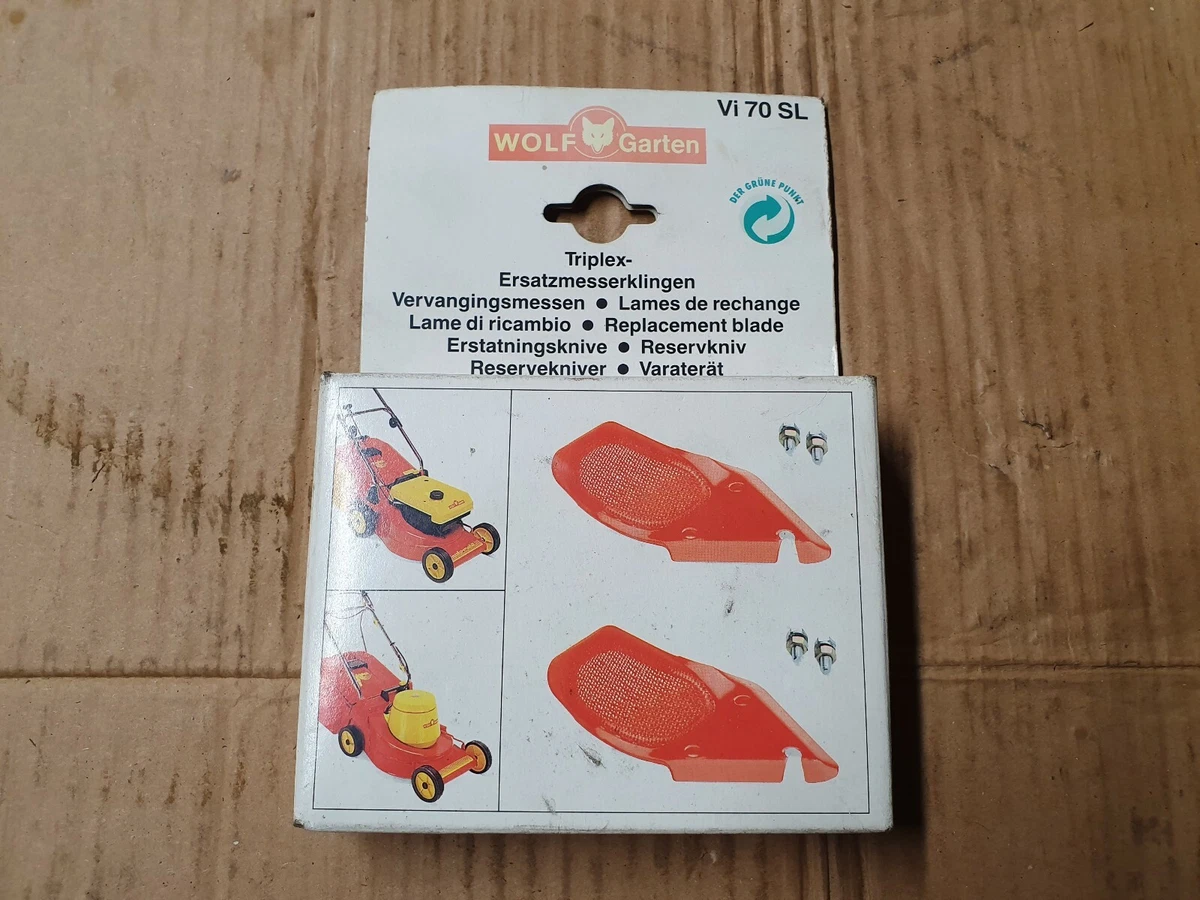 Vi 70 SL
WOLF Garten
DER GRÜNE PUNKT
Triplex-
Ersatzmesserklingen
Vervangingsmessen ● Lames de rechange
Lame di ricambio ● Replacement blade
Erstatningsknive ● Reservkniv
Reservekniver ● Varaterät